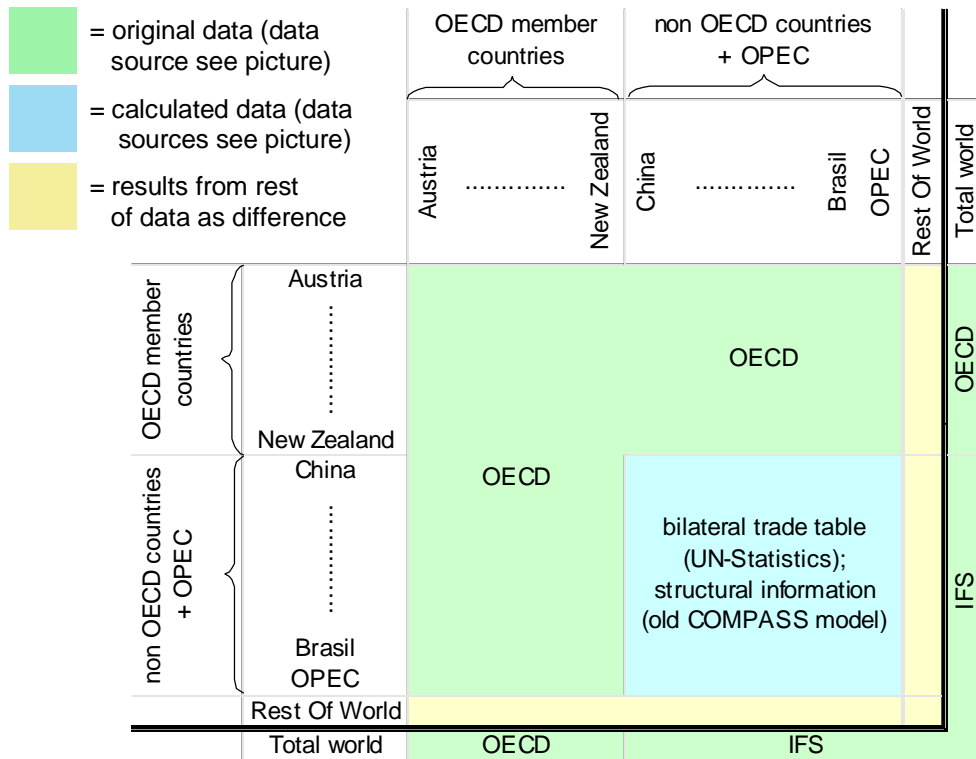 = original data (data
source see picture)
= calculated data (data
sources see picture)
= results from rest
of data as difference
OECD member
countries
non OECD countries
+ OPEC
Austria
.............
New Zealand
China
..............
Brasil
OPEC
Rest Of World
Total world
OECD member
countries
Austria
..............
New Zealand
OECD
OECD
non OECD countries
+ OPEC
China
..............
Brasil
OPEC
OECD
bilateral trade table
(UN-Statistics);
structural information
(old COMPASS model)
IFS
Rest Of World
Total world
OECD
IFS